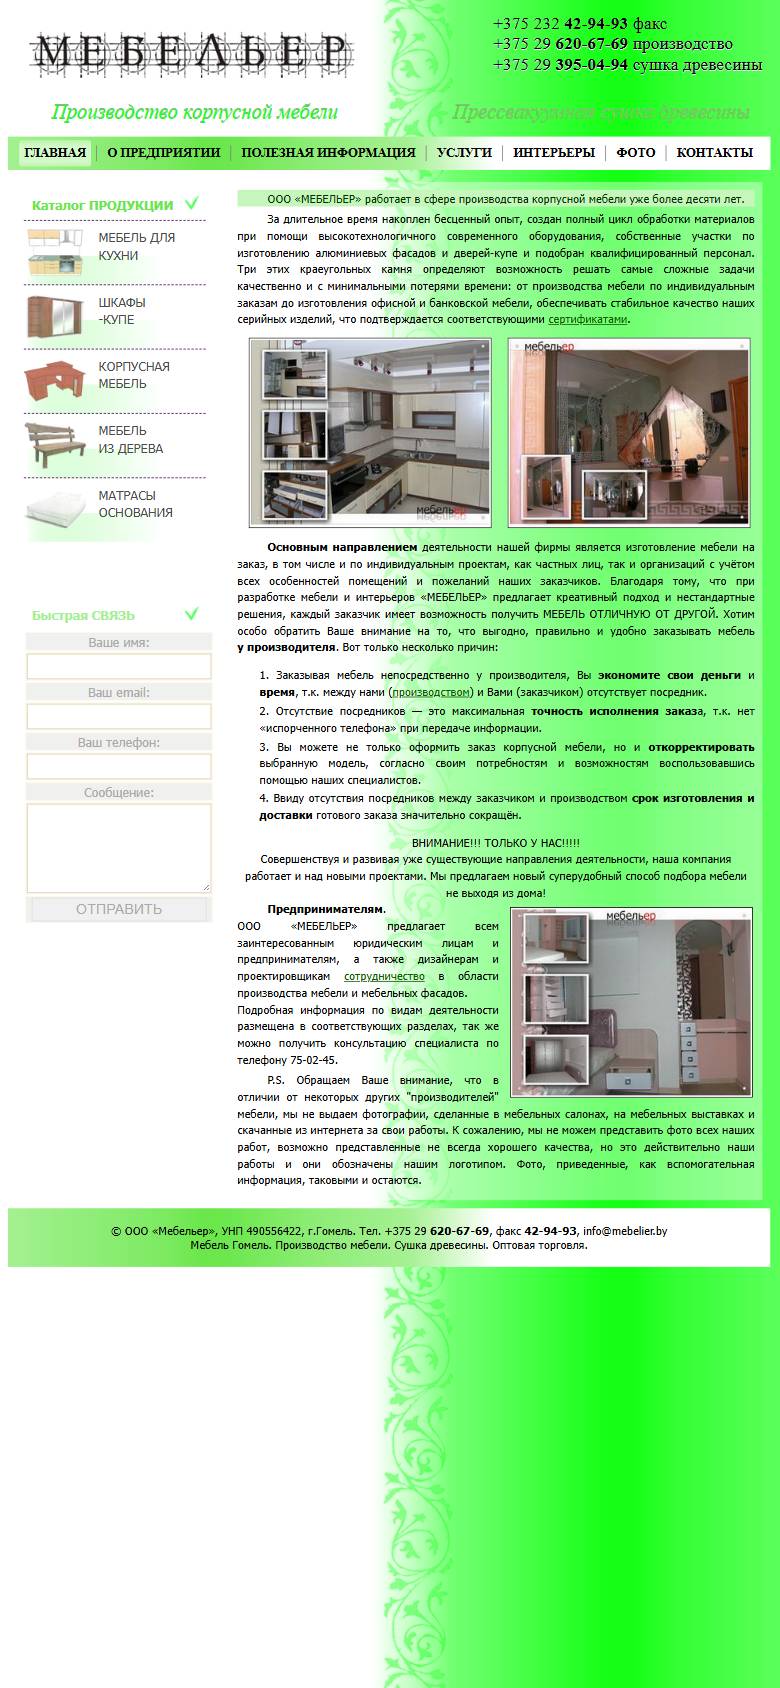 МЕБЕЛЬЕР
+375 232 42-94-93 факс
+375 29 620-67-69 производство
+375 29 395-04-94 сушка древесины
Производство корпусной мебели
Прессвакуумная сушка древесины
ГЛАВНАЯ
О ПРЕДПРИЯТИИ
ПОЛЕЗНАЯ ИНФОРМАЦИЯ
УСЛУГИ
ИНТЕРЬЕРЫ
ФОТО
КОНТАКТЫ
Каталог ПРОДУКЦИИ
МЕБЕЛЬ ДЛЯ
КУХНИ
ШКАФЫ
-КУПЕ
КОРПУСНАЯ
МЕБЕЛЬ
МЕБЕЛЬ
ИЗ ДЕРЕВА
МАТРАСЫ
ОСНОВАНИЯ
Быстрая СВЯЗЬ
Ваше имя:
Ваш email:
Ваш телефон:
Сообщение:
ОТПРАВИТЬ
ООО «МЕБЕЛЬЕР» работает в сфере производства корпусной мебели уже более десяти лет.
За длительное время накоплен бесценный опыт, создан полный цикл обработки материалов
при помощи высокотехнологичного современного оборудования, собственные участки по
изготовлению алюминиевых фасадов и дверей-купе и подобран квалифицированный персонал.
Три этих краеугольных камня определяют возможность решать самые сложные задачи
качественно и с минимальными потерями времени: от производства мебели по индивидуальным
заказам до изготовления офисной и банковской мебели, обеспечивать стабильное качество наших
серийных изделий, что подтверждается соответствующими сертификатами.
мебельер
мебельер
Основным направлением деятельности нашей фирмы является изготовление мебели на
заказ, в том числе и по индивидуальным проектам, как частных лиц, так и организаций с учётом
всех особенностей помещений и пожеланий наших заказчиков. Благодаря тому, что при
разработке мебели и интерьеров «МЕБЕЛЬЕР» предлагает креативный подход и нестандартные
решения, каждый заказчик имеет возможность получить МЕБЕЛЬ ОТЛИЧНУЮ ОТ ДРУГОЙ. Хотим
особо обратить Ваше внимание на то, что выгодно, правильно и удобно заказывать мебель
у производителя. Вот только несколько причин:
1. Заказывая мебель непосредственно у производителя, Вы экономите свои деньги и
время, т.к. между нами (производством) и Вами (заказчиком) отсутствует посредник.
2. Отсутствие посредников — это максимальная точность исполнения заказа, т.к. нет
«испорченного телефона» при передаче информации.
3. Вы можете не только оформить заказ корпусной мебели, но и откорректировать
выбранную модель, согласно своим потребностям и возможностям воспользовавшись
помощью наших специалистов.
4. Ввиду отсутствия посредников между заказчиком и производством срок изготовления и
доставки готового заказа значительно сокращён.
ВНИМАНИЕ!!! ТОЛЬКО У НАС!!!!!
Совершенствуя и развивая уже существующие направления деятельности, наша компания
работает и над новыми проектами. Мы предлагаем новый суперудобный способ подбора мебели
не выходя из дома!
Предпринимателям.
ООО «МЕБЕЛЬЕР» предлагает всем
заинтересованным юридическим лицам и
предпринимателям, а также дизайнерам и
проектировщикам сотрудничество в области
производства мебели и мебельных фасадов.
Подробная информация по видам деятельности
размещена в соответствующих разделах, так же
можно получить консультацию специалиста по
телефону 75-02-45.
мебельер
P.S. Обращаем Ваше внимание, что в
отличии от некоторых других "производителей"
мебели, мы не выдаем фотографии, сделанные в мебельных салонах, на мебельных выставках и
скачанные из интернета за свои работы. К сожалению, мы не можем представить фото всех наших
работ, возможно представленные не всегда хорошего качества, но это действительно наши
работы и они обозначены нашим логотипом. Фото, приведенные, как вспомогательная
информация, таковыми и остаются.
© ООО «Мебельер», УНП 490556422, г.Гомель. Тел. +375 29 620-67-69, факс 42-94-93, info@mebelier.by
Мебель Гомель. Производство мебели. Сушка древесины. Оптовая торговля.